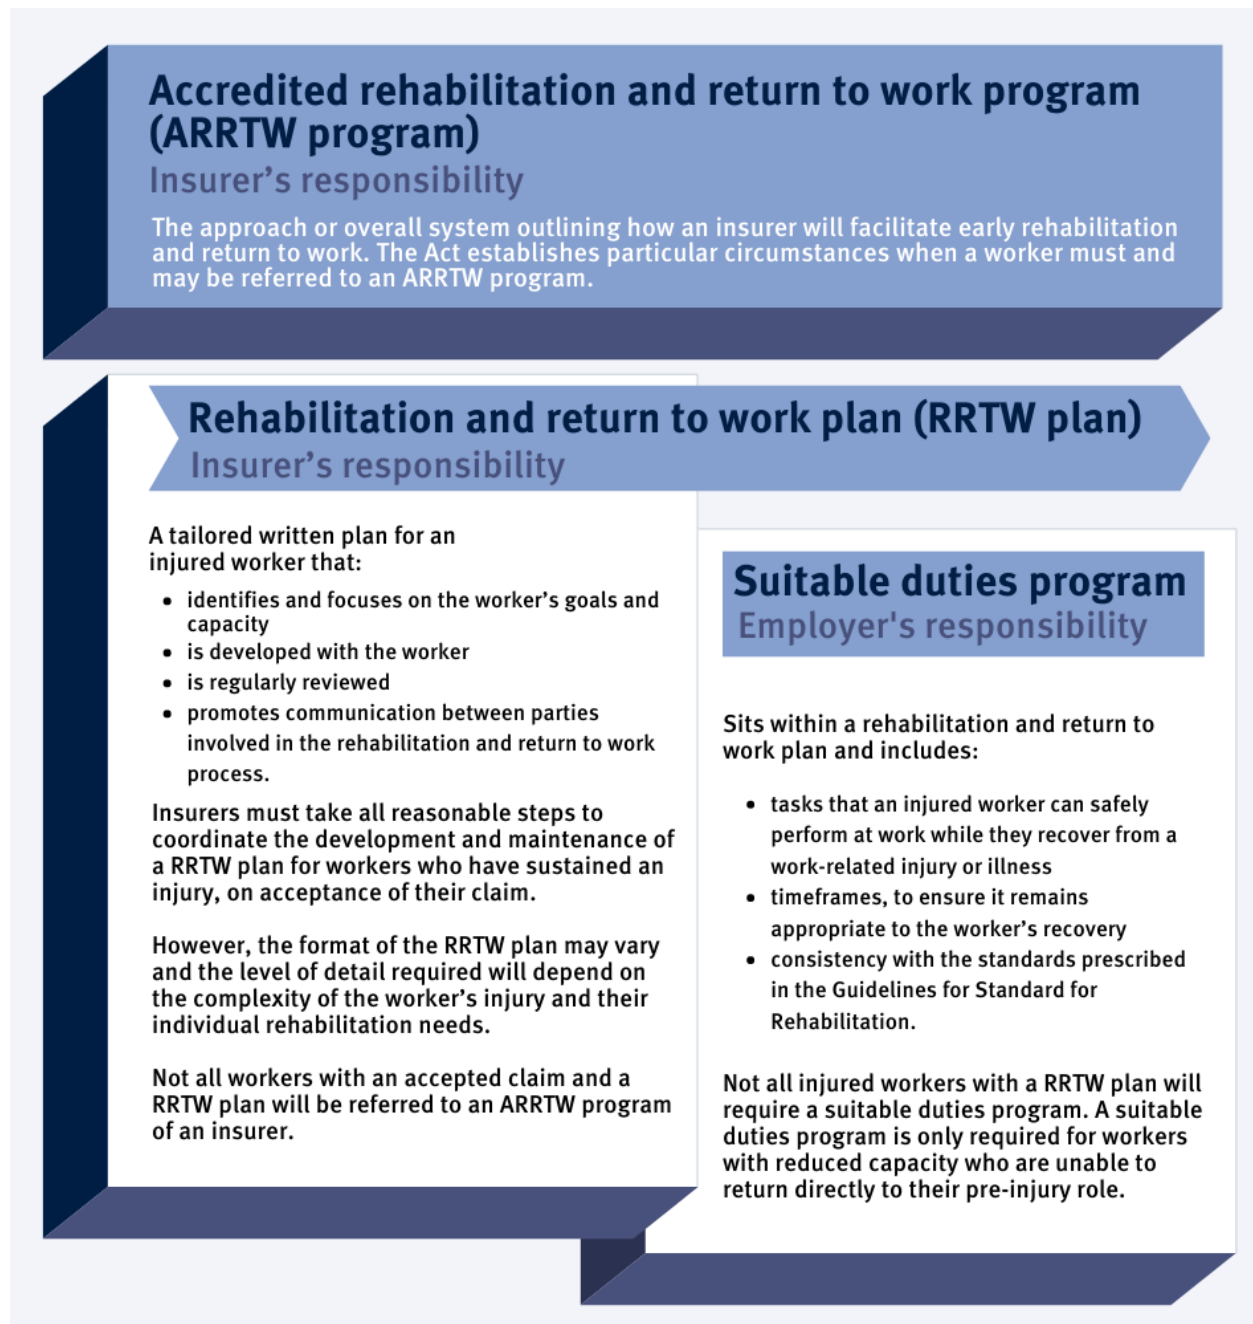 Accredited rehabilitation and return to work program
(ARRTW program)
Insurer’s responsibility
The approach or overall system outlining how an insurer will facilitate early rehabilitation
and return to work. The Act establishes particular circumstances when a worker must and
may be referred to an ARRTW program.
Rehabilitation and return to work plan (RRTW plan)
Insurer’s responsibility
A tailored written plan for an
injured worker that:
• identifies and focuses on the worker’s goals and
capacity
• is developed with the worker
• is regularly reviewed
• promotes communication between parties
involved in the rehabilitation and return to work
process.
Insurers must take all reasonable steps to
coordinate the development and maintenance of
a RRTW plan for workers who have sustained an
injury, on acceptance of their claim.
However, the format of the RRTW plan may vary
and the level of detail required will depend on
the complexity of the worker’s injury and their
individual rehabilitation needs.
Not all workers with an accepted claim and a
RRTW plan will be referred to an ARRTW program
of an insurer.
Suitable duties program
Employer's responsibility
Sits within a rehabilitation and return to
work plan and includes:
• tasks that an injured worker can safely
perform at work while they recover from a
work-related injury or illness
• timeframes, to ensure it remains
appropriate to the worker’s recovery
• consistency with the standards prescribed
in the Guidelines for Standard for
Rehabilitation.
Not all injured workers with a RRTW plan will
require a suitable duties program. A suitable
duties program is only required for workers
with reduced capacity who are unable to
return directly to their pre-injury role.